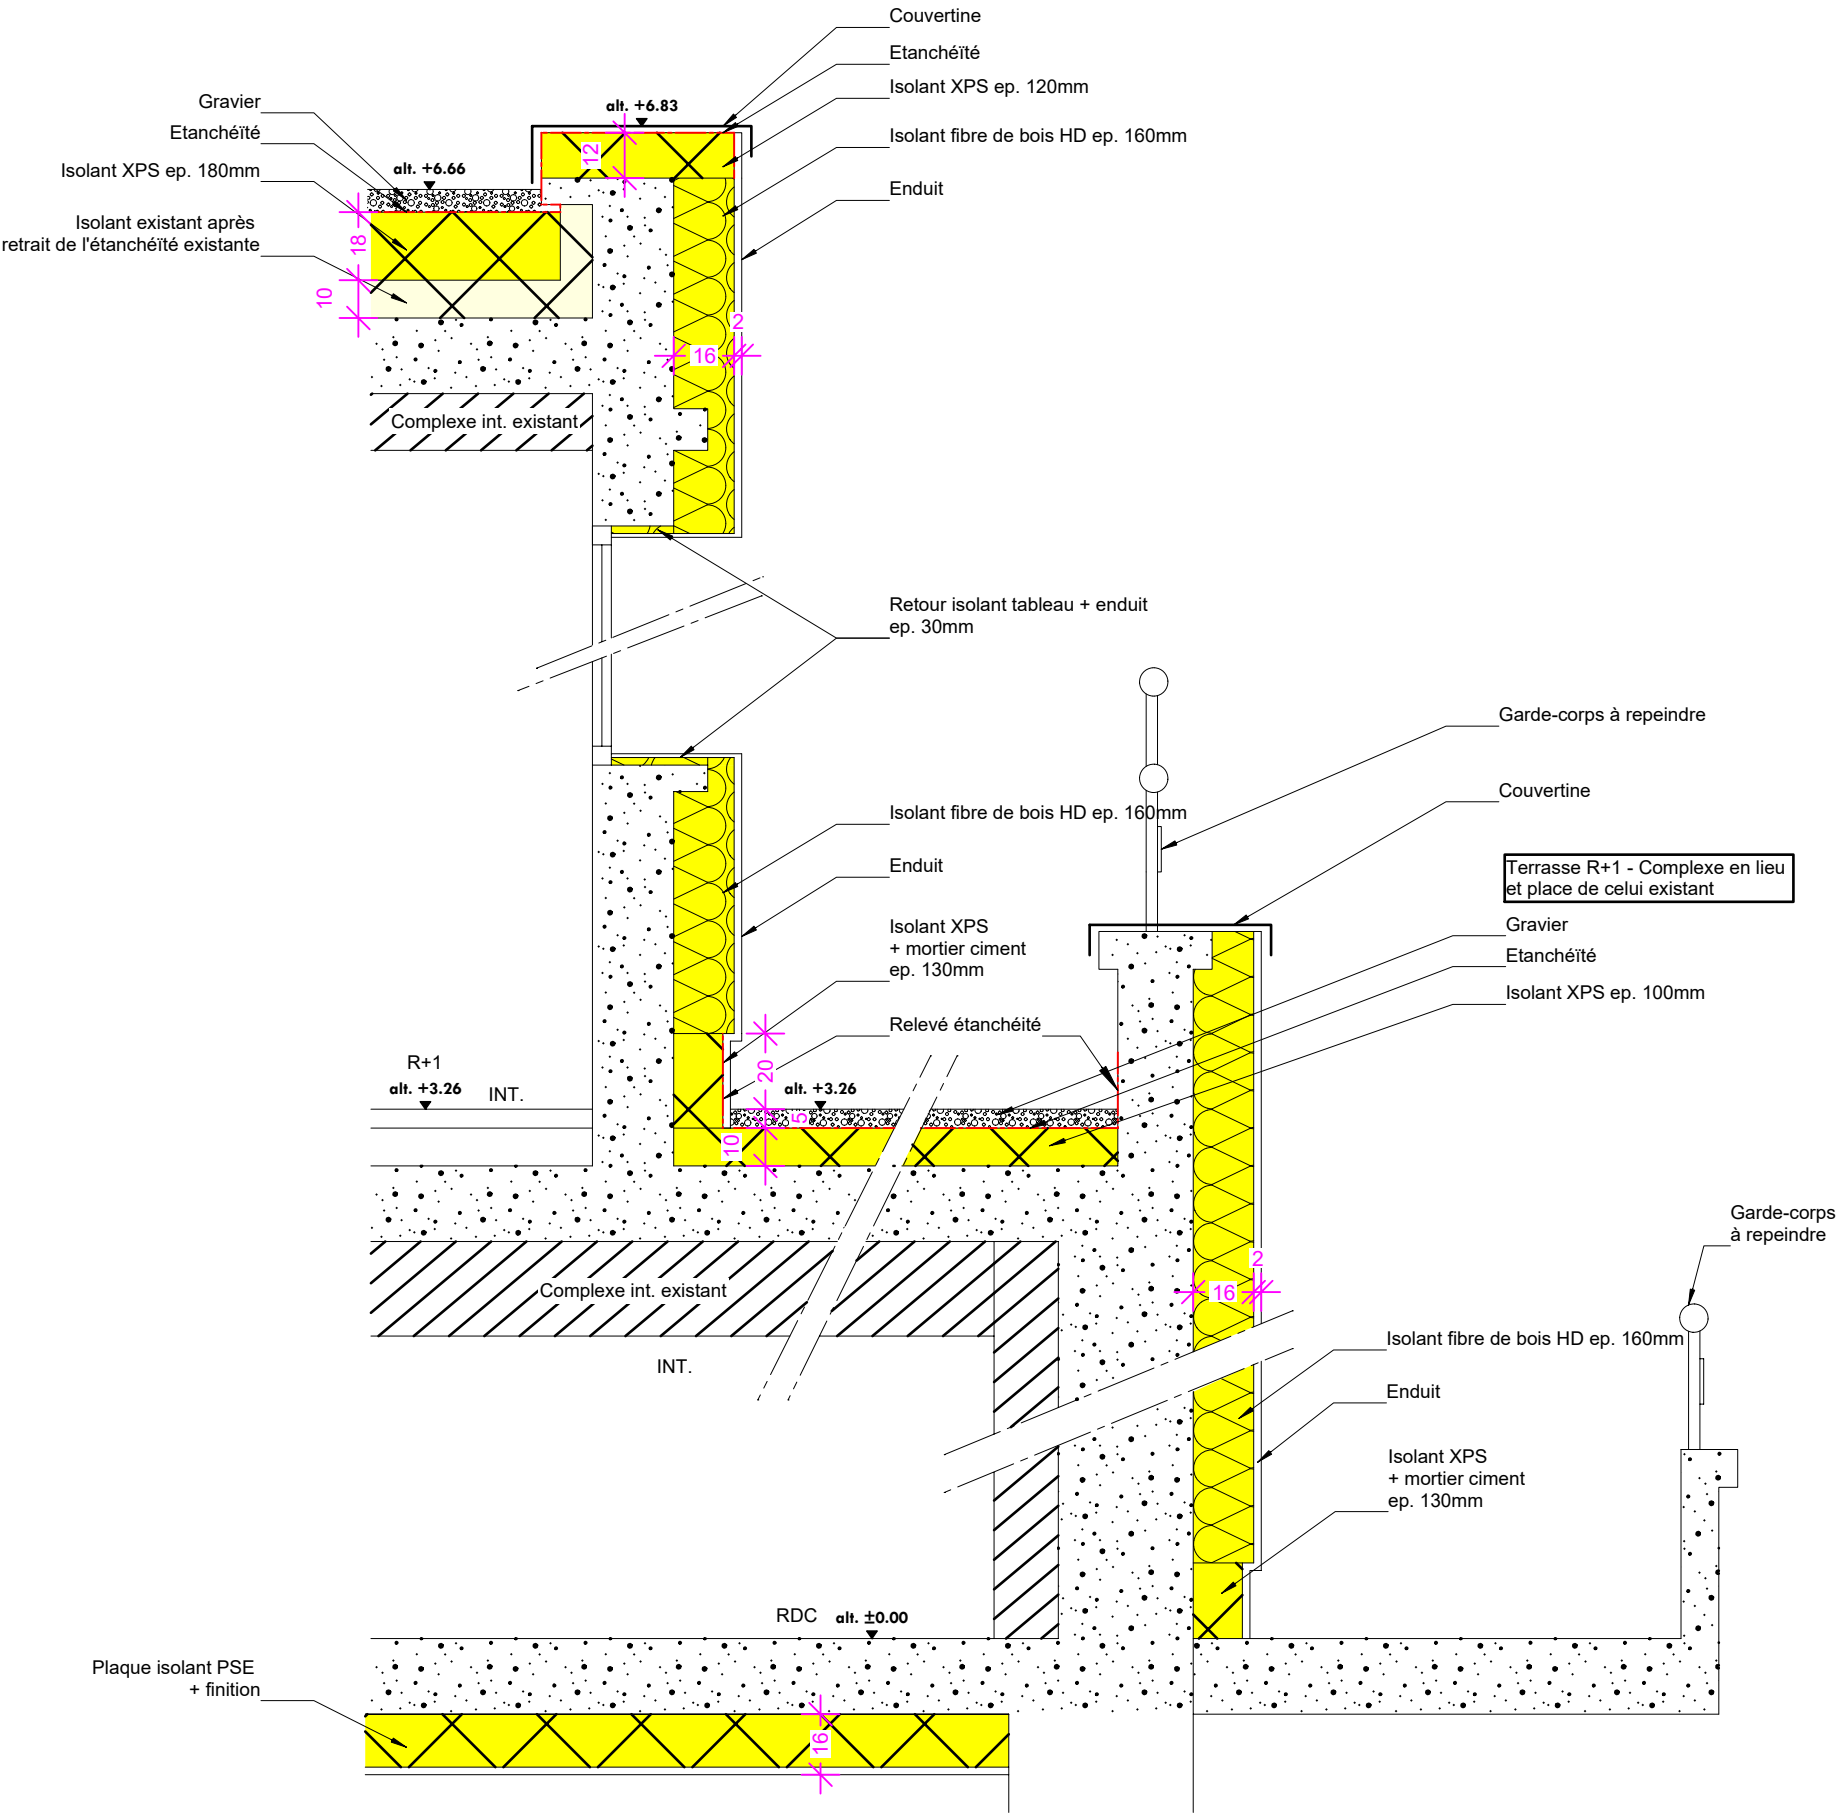 Couvertine
Etanchéïté
Isolant XPS ep. 120mm
Isolant fibre de bois HD ep. 160mm
Enduit
Gravier
Etanchéïté
Isolant XPS ep. 180mm
Isolant existant après
retrait de l'étanchéïté existante
alt. +6.83
alt. +6.66
12
18
10
2
16
Complexe int. existant
Retour isolant tableau + enduit
ep. 30mm
Garde-corps à repeindre
Couvertine
Terrasse R+1 - Complexe en lieu
et place de celui existant
Gravier
Etanchéïté
Isolant XPS ep. 100mm
Isolant fibre de bois HD ep. 160mm
Enduit
Isolant XPS
+ mortier ciment
ep. 130mm
Relevé étanchéité
R+1
alt. +3.26
INT.
20
alt. +3.26
5
10
Complexe int. existant
INT.
2
16
Garde-corps
à repeindre
Isolant fibre de bois HD ep. 160mm
Enduit
Isolant XPS
+ mortier ciment
ep. 130mm
RDC
alt. ±0.00
Plaque isolant PSE
+ finition
16